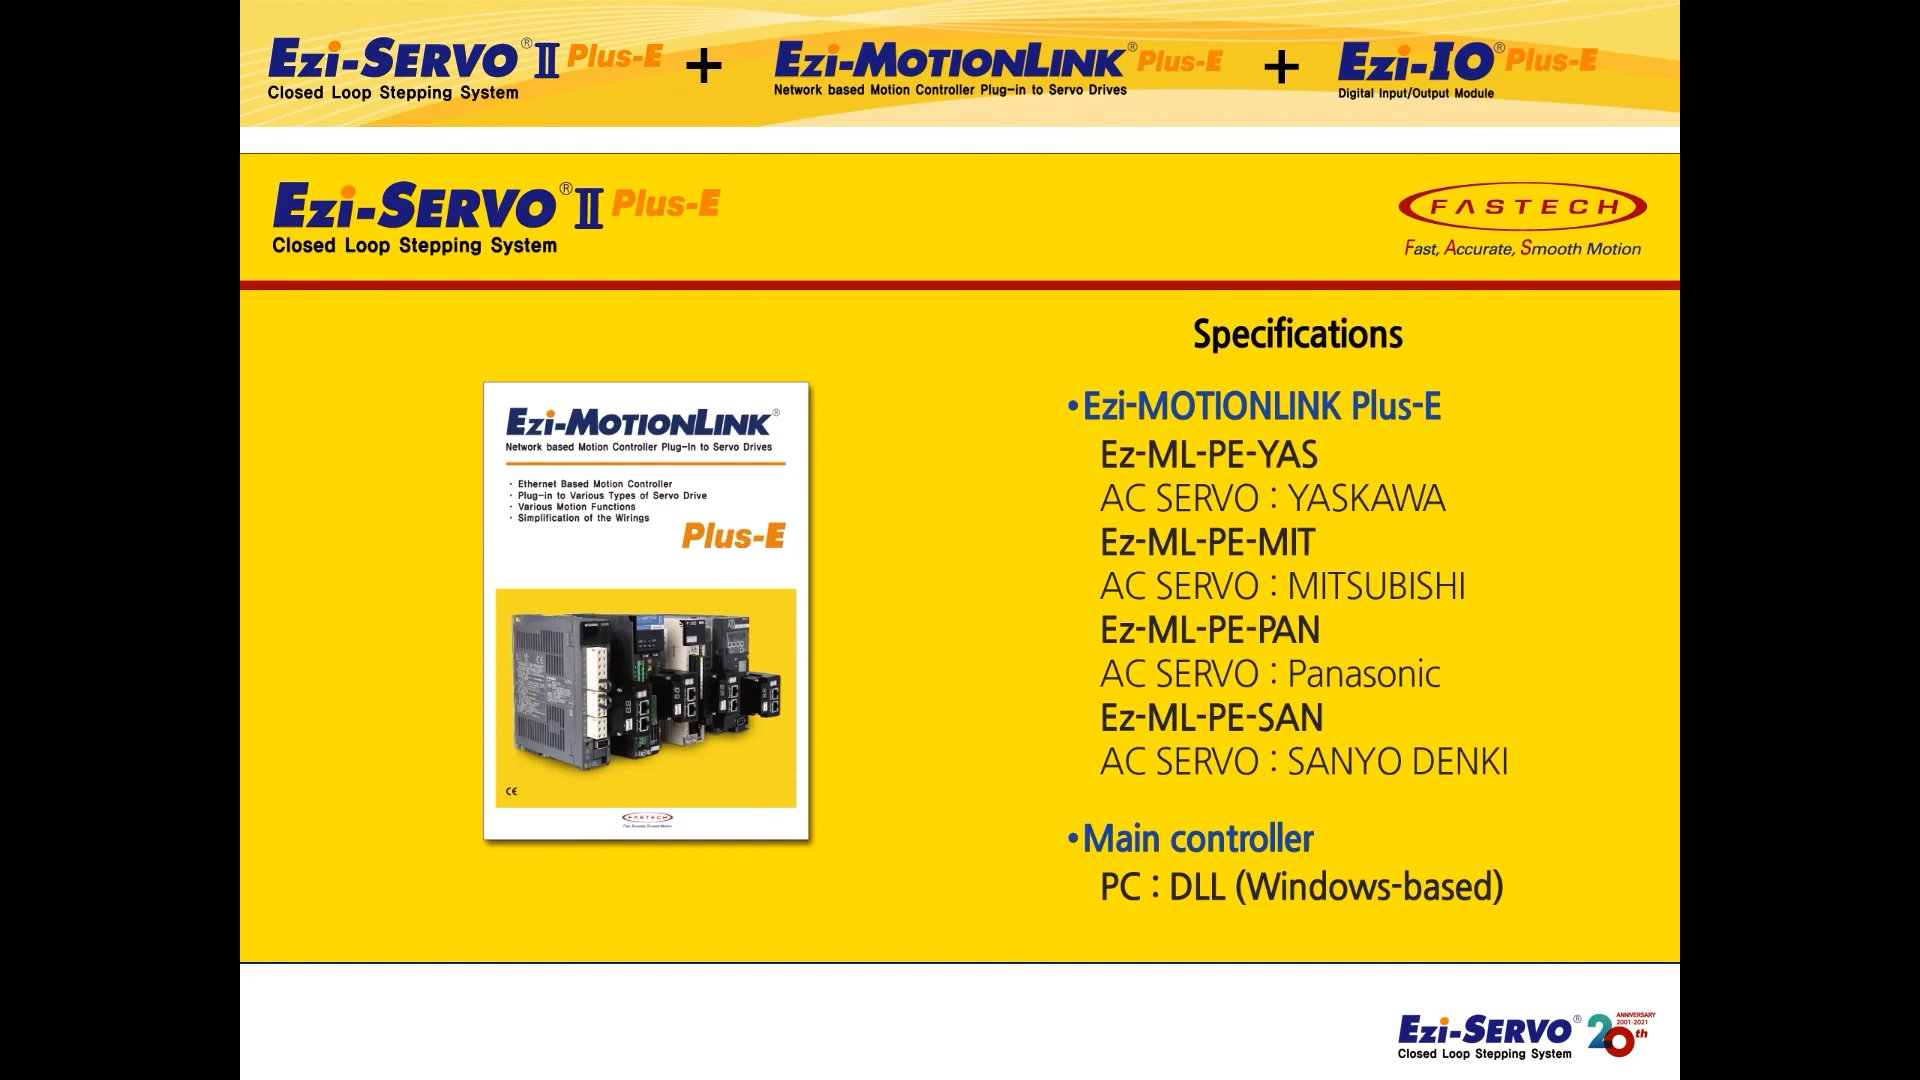 Ezi-SERVO® II Plus-E + Ezi-MOTIONLINK® Plus-E + Ezi-IO® Plus-E
Closed Loop Stepping System
Network based Motion Controller Plug-in to Servo Drives
Digital Input/Output Module
Ezi-SERVO® II Plus-E
Closed Loop Stepping System
FASTECH
Fast, Accurate, Smooth Motion
Ezi-MOTIONLINK®
Network based Motion Controller Plug-In to Servo Drives
· Ethernet Based Motion Controller
· Plug-in to Various Types of Servo Drive
· Various Motion Functions
· Simplification of the Wirings
Plus-E
CE
FASTECH
Fast, Accurate, Smooth Motion
Specifications
•Ezi-MOTIONLINK Plus-E
Ez-ML-PE-YAS
AC SERVO : YASKAWA
Ez-ML-PE-MIT
AC SERVO : MITSUBISHI
Ez-ML-PE-PAN
AC SERVO : Panasonic
Ez-ML-PE-SAN
AC SERVO : SANYO DENKI
•Main controller
PC : DLL (Windows-based)
Ezi-SERVO®
Closed Loop Stepping System
20th
ANNIVERSARY
2001-2021